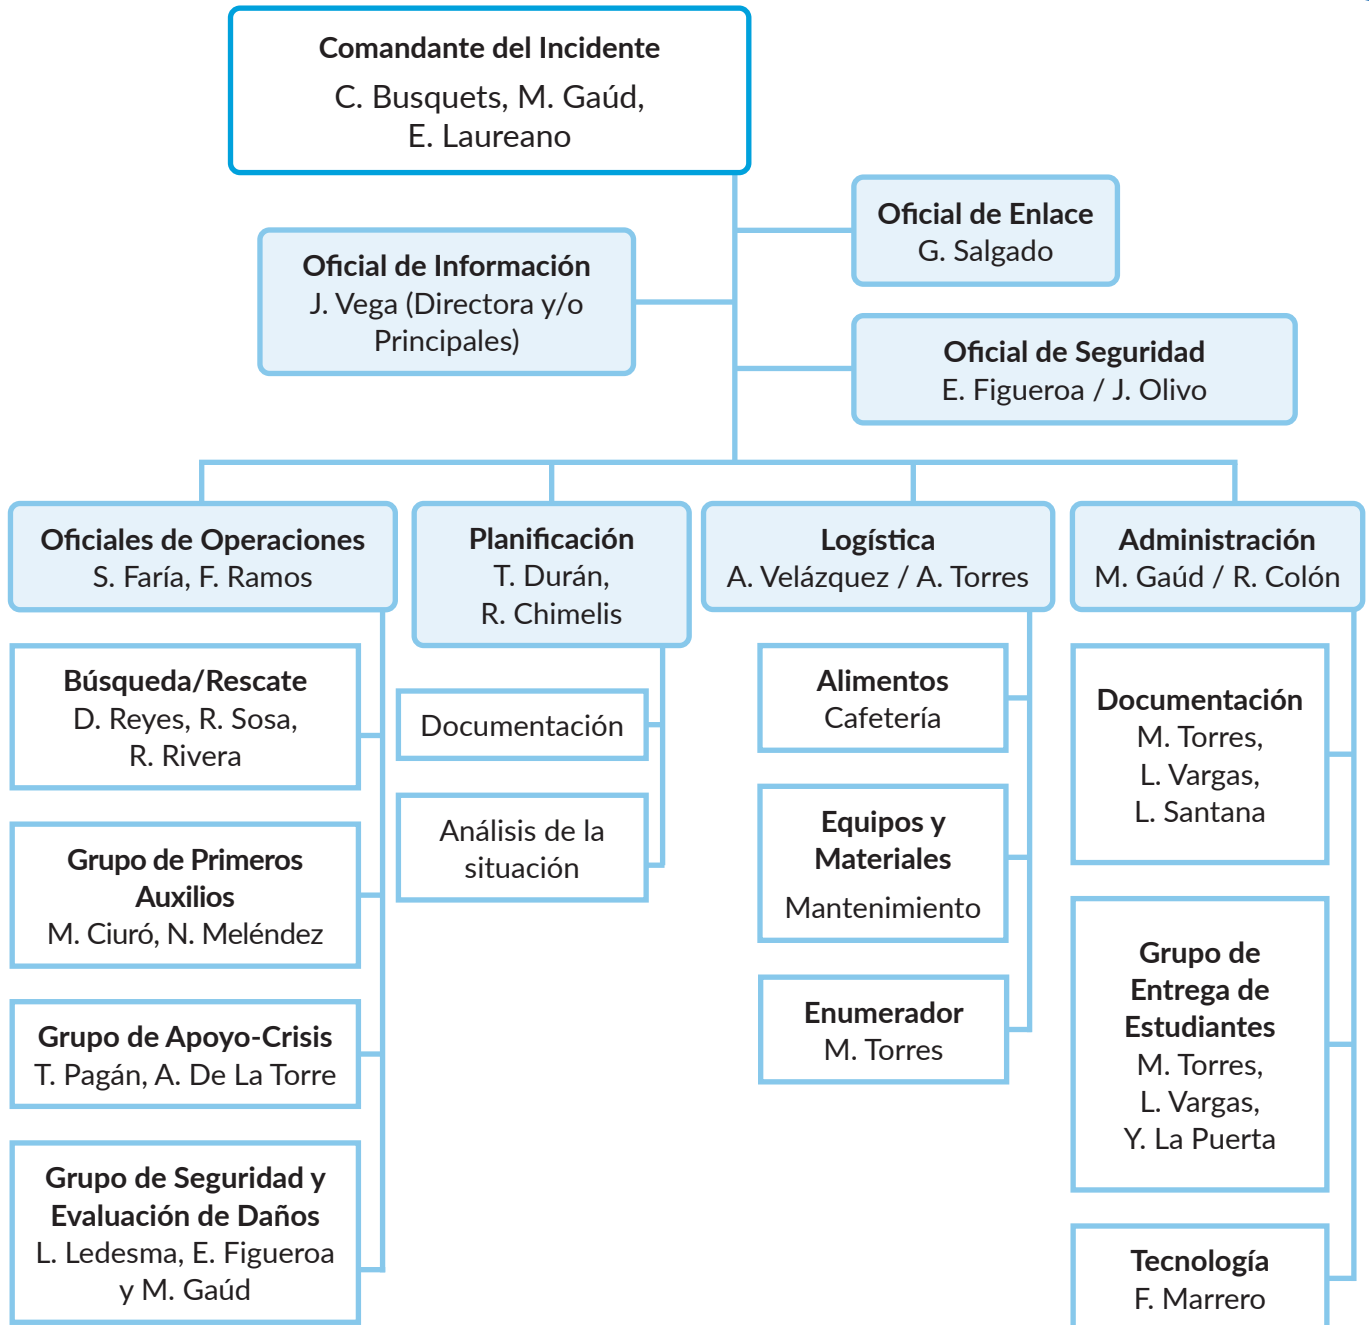 Comandante del Incidente
C. Busquets, M. Gaúd,
E. Laureano
Oficial de Enlace
G. Salgado
Oficial de Información
J. Vega (Directora y/o
Principales)
Oficial de Seguridad
E. Figueroa / J. Olivo
Oficiales de Operaciones
S. Faría, F. Ramos
Búsqueda/Rescate
D. Reyes, R. Sosa,
R. Rivera
Grupo de Primeros
Auxilios
M. Ciuró, N. Meléndez
Grupo de Apoyo-Crisis
T. Pagán, A. De La Torre
Grupo de Seguridad y
Evaluación de Daños
L. Ledesma, E. Figueroa
y M. Gaúd
Planificación
T. Durán,
R. Chimelis
Documentación
Análisis de la
situación
Logística
A. Velázquez / A. Torres
Alimentos
Cafetería
Equipos y
Materiales
Mantenimiento
Enumerador
M. Torres
Administración
M. Gaúd / R. Colón
Documentación
M. Torres,
L. Vargas,
L. Santana
Grupo de
Entrega de
Estudiantes
M. Torres,
L. Vargas,
Y. La Puerta
Tecnología
F. Marrero